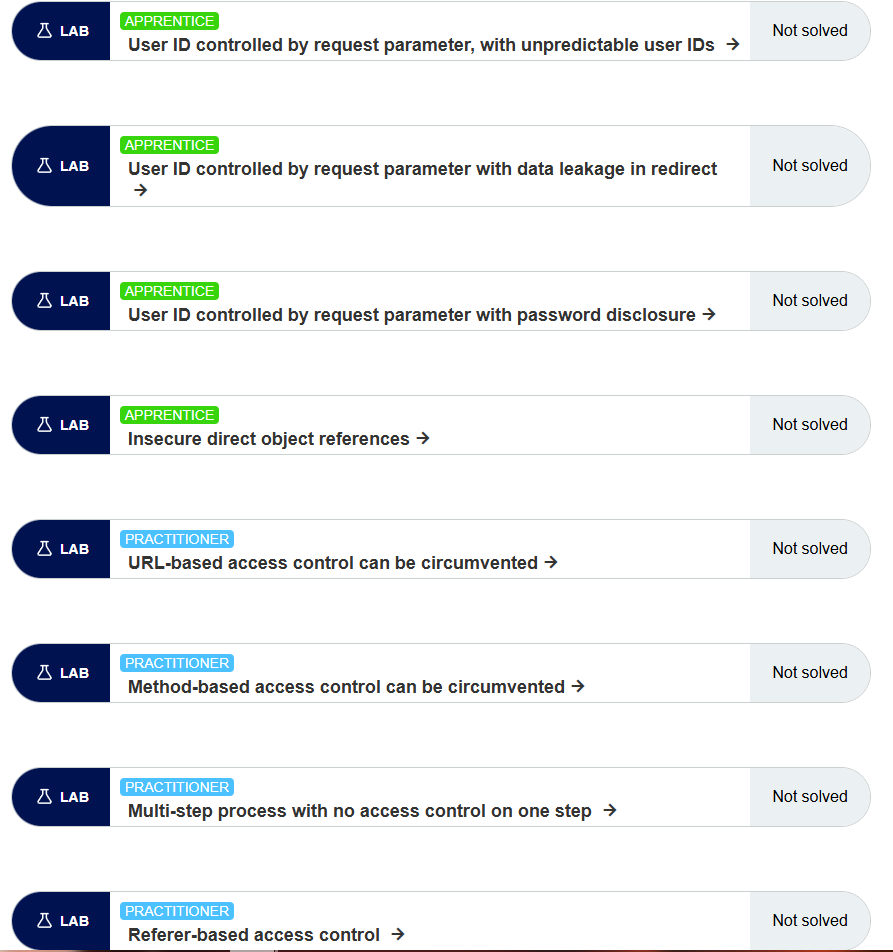 LAB
APPRENTICE
User ID controlled by request parameter, with unpredictable user IDs →
Not solved
LAB
APPRENTICE
User ID controlled by request parameter with data leakage in redirect
→
Not solved
LAB
APPRENTICE
User ID controlled by request parameter with password disclosure →
Not solved
LAB
APPRENTICE
Insecure direct object references →
Not solved
LAB
PRACTITIONER
URL-based access control can be circumvented →
Not solved
LAB
PRACTITIONER
Method-based access control can be circumvented →
Not solved
LAB
PRACTITIONER
Multi-step process with no access control on one step →
Not solved
LAB
PRACTITIONER
Referer-based access control →
Not solved